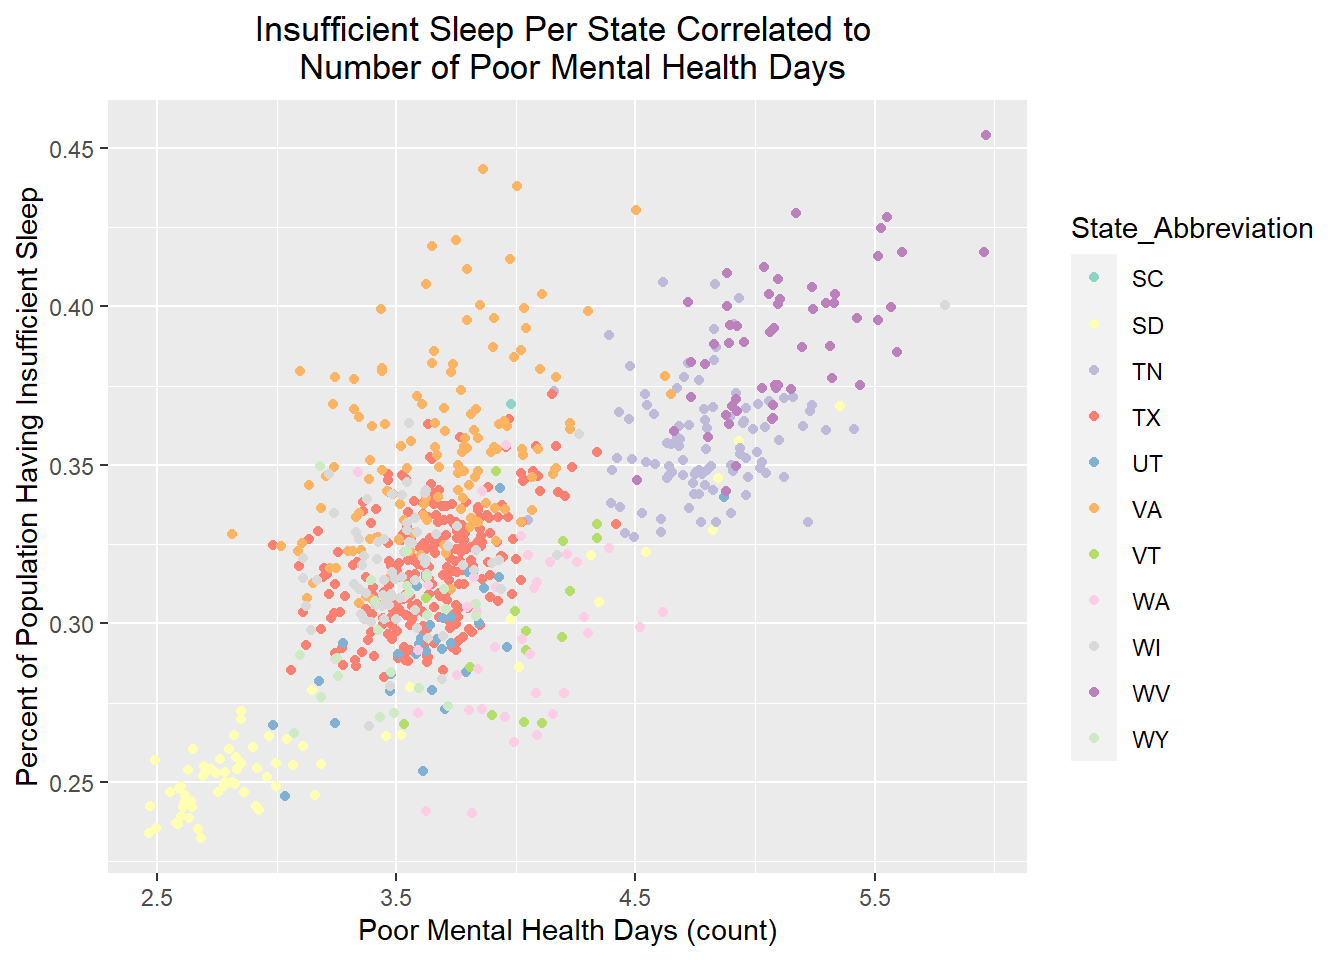 Insufficient Sleep Per State Correlated to
Number of Poor Mental Health Days
Percent of Population Having Insufficient Sleep
0.45
0.40
0.35
0.30
0.25
2.5 3.5 4.5 5.5
Poor Mental Health Days (count)
State_Abbreviation
SC
SD
TN
TX
UT
VA
VT
WA
WI
WV
WY